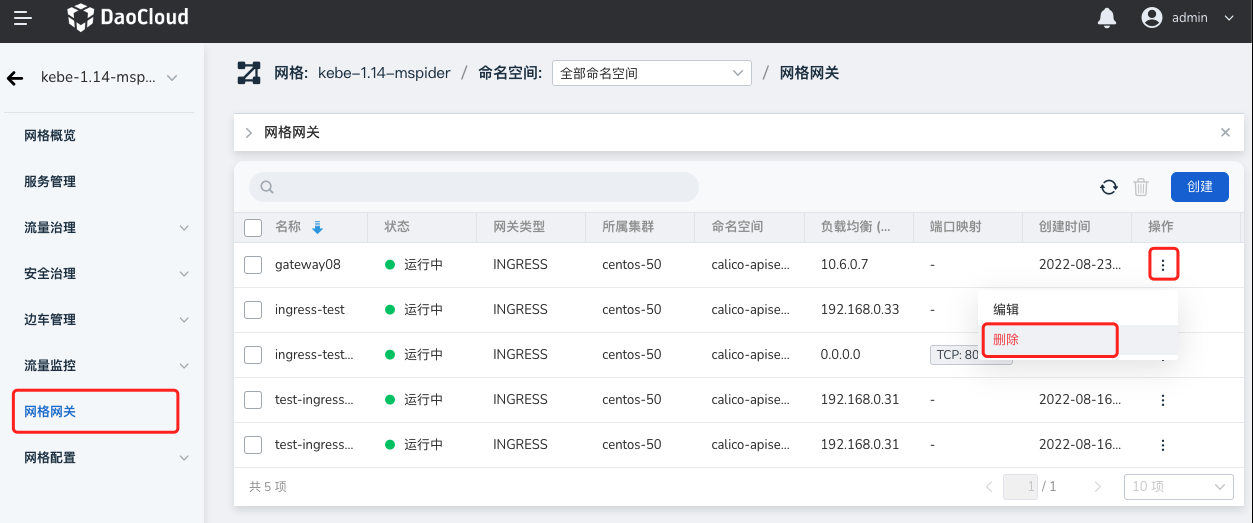 DaoCloud admin
kebe-1.14-msp...
网格: kebe-1.14-mspider / 命名空间: 全部命名空间 / 网格网关
网格概览
服务管理
流量治理
安全治理
边车管理
流量监控
网格网关
网格配置
网格网关
创建
名称 状态 网关类型 所属集群 命名空间 负载均衡 (... 端口映射 创建时间 操作
gateway08 运行中 INGRESS centos-50 calico-apise... 10.6.0.7 - 2022-08-23...
ingress-test 运行中 INGRESS centos-50 calico-apise... 192.168.0.33 -
ingress-test... 运行中 INGRESS centos-50 calico-apise... 0.0.0.0 TCP: 80
test-ingress... 运行中 INGRESS centos-50 calico-apise... 192.168.0.31 - 2022-08-16...
test-ingress... 运行中 INGRESS centos-50 calico-apise... 192.168.0.31 - 2022-08-16...
编辑
删除
共 5 项 1 / 1 10 项